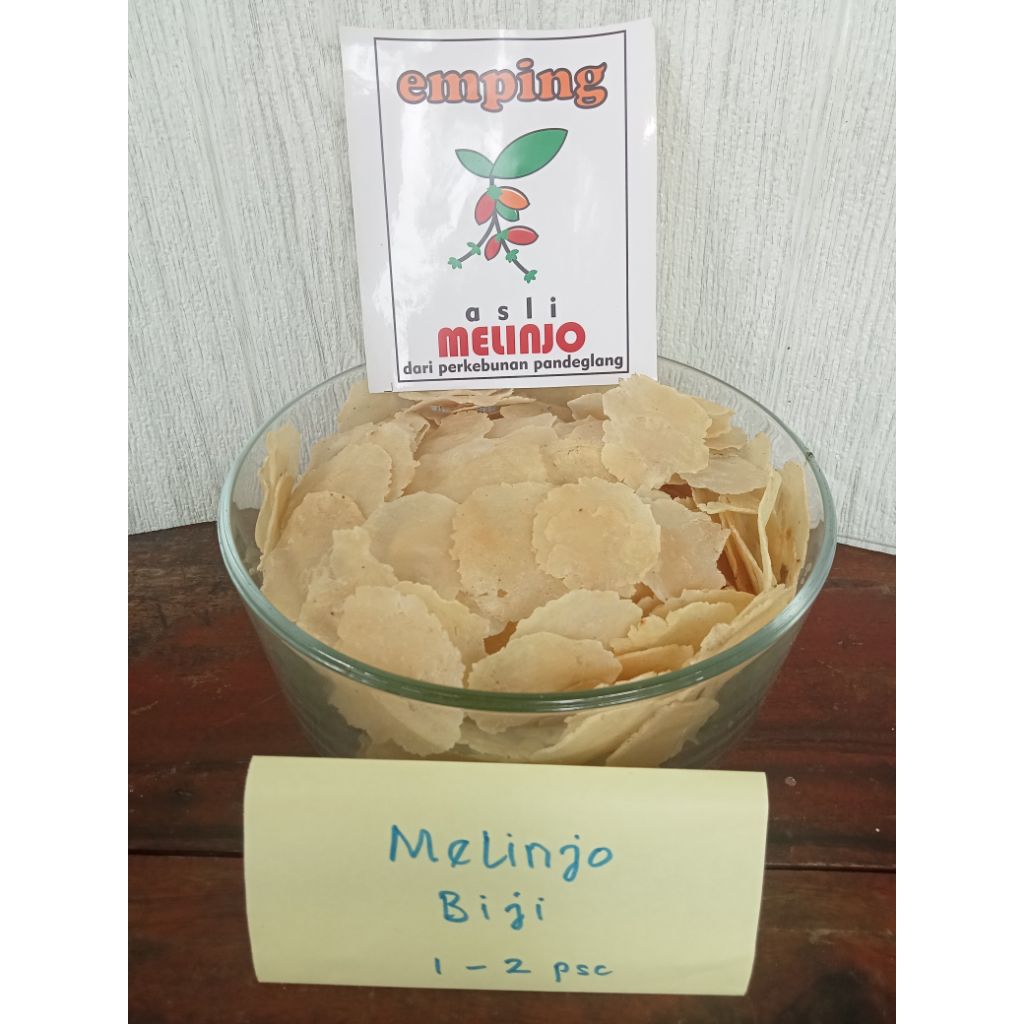 emping
asli
MELINJO
dari perkebunan pandeglang
Melinjo
Biji
1 - 2 psc